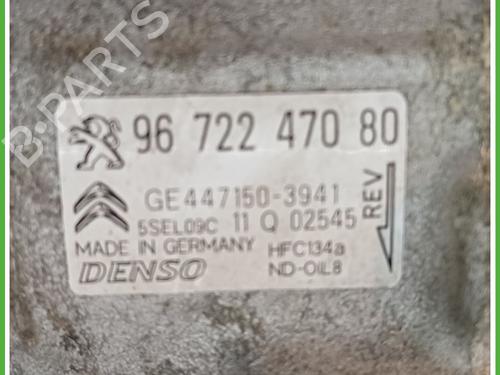 B-PARTS
96 722 470 80
GE447150-3941
5SEL09C 11 Q 02545
REV
MADE IN GERMANY HFC134a
DENSO ND-OIL8